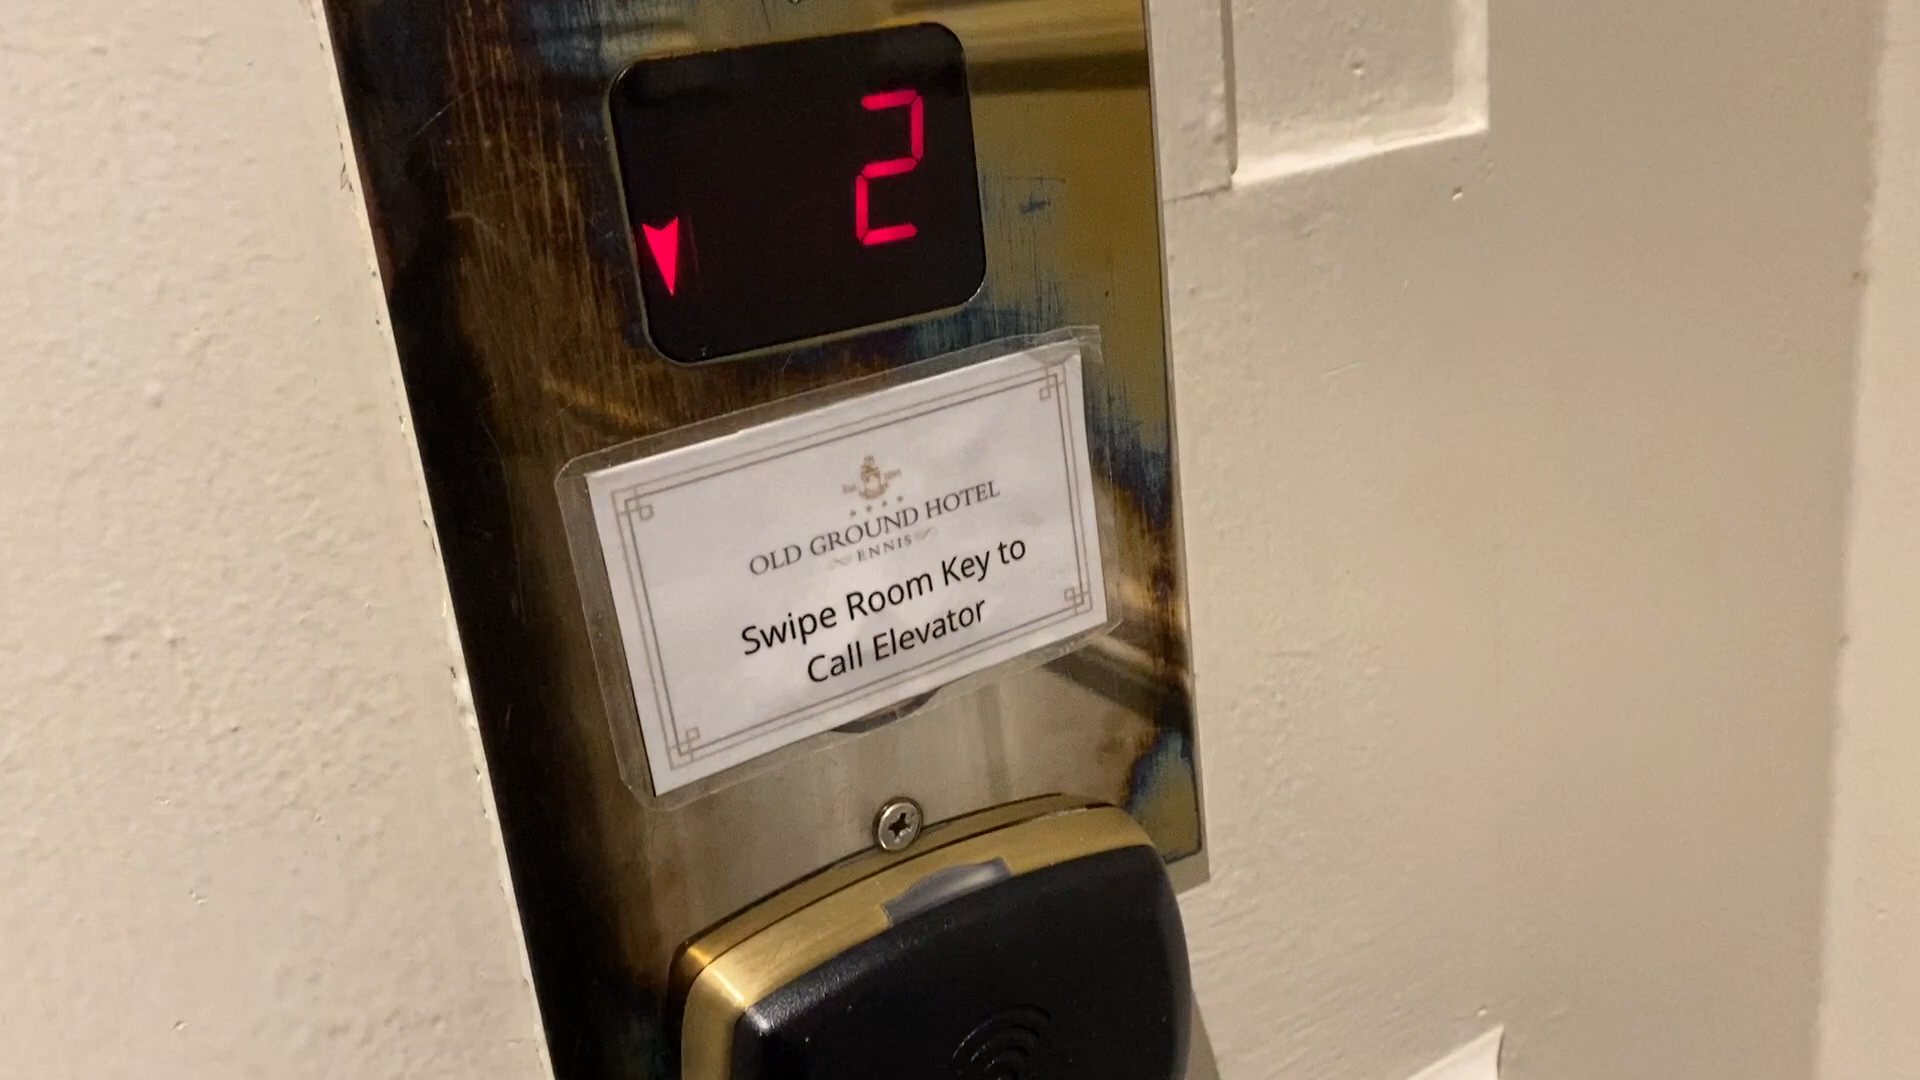 2
OLD GROUND HOTEL
ENNIS
Swipe Room Key to
Call Elevator